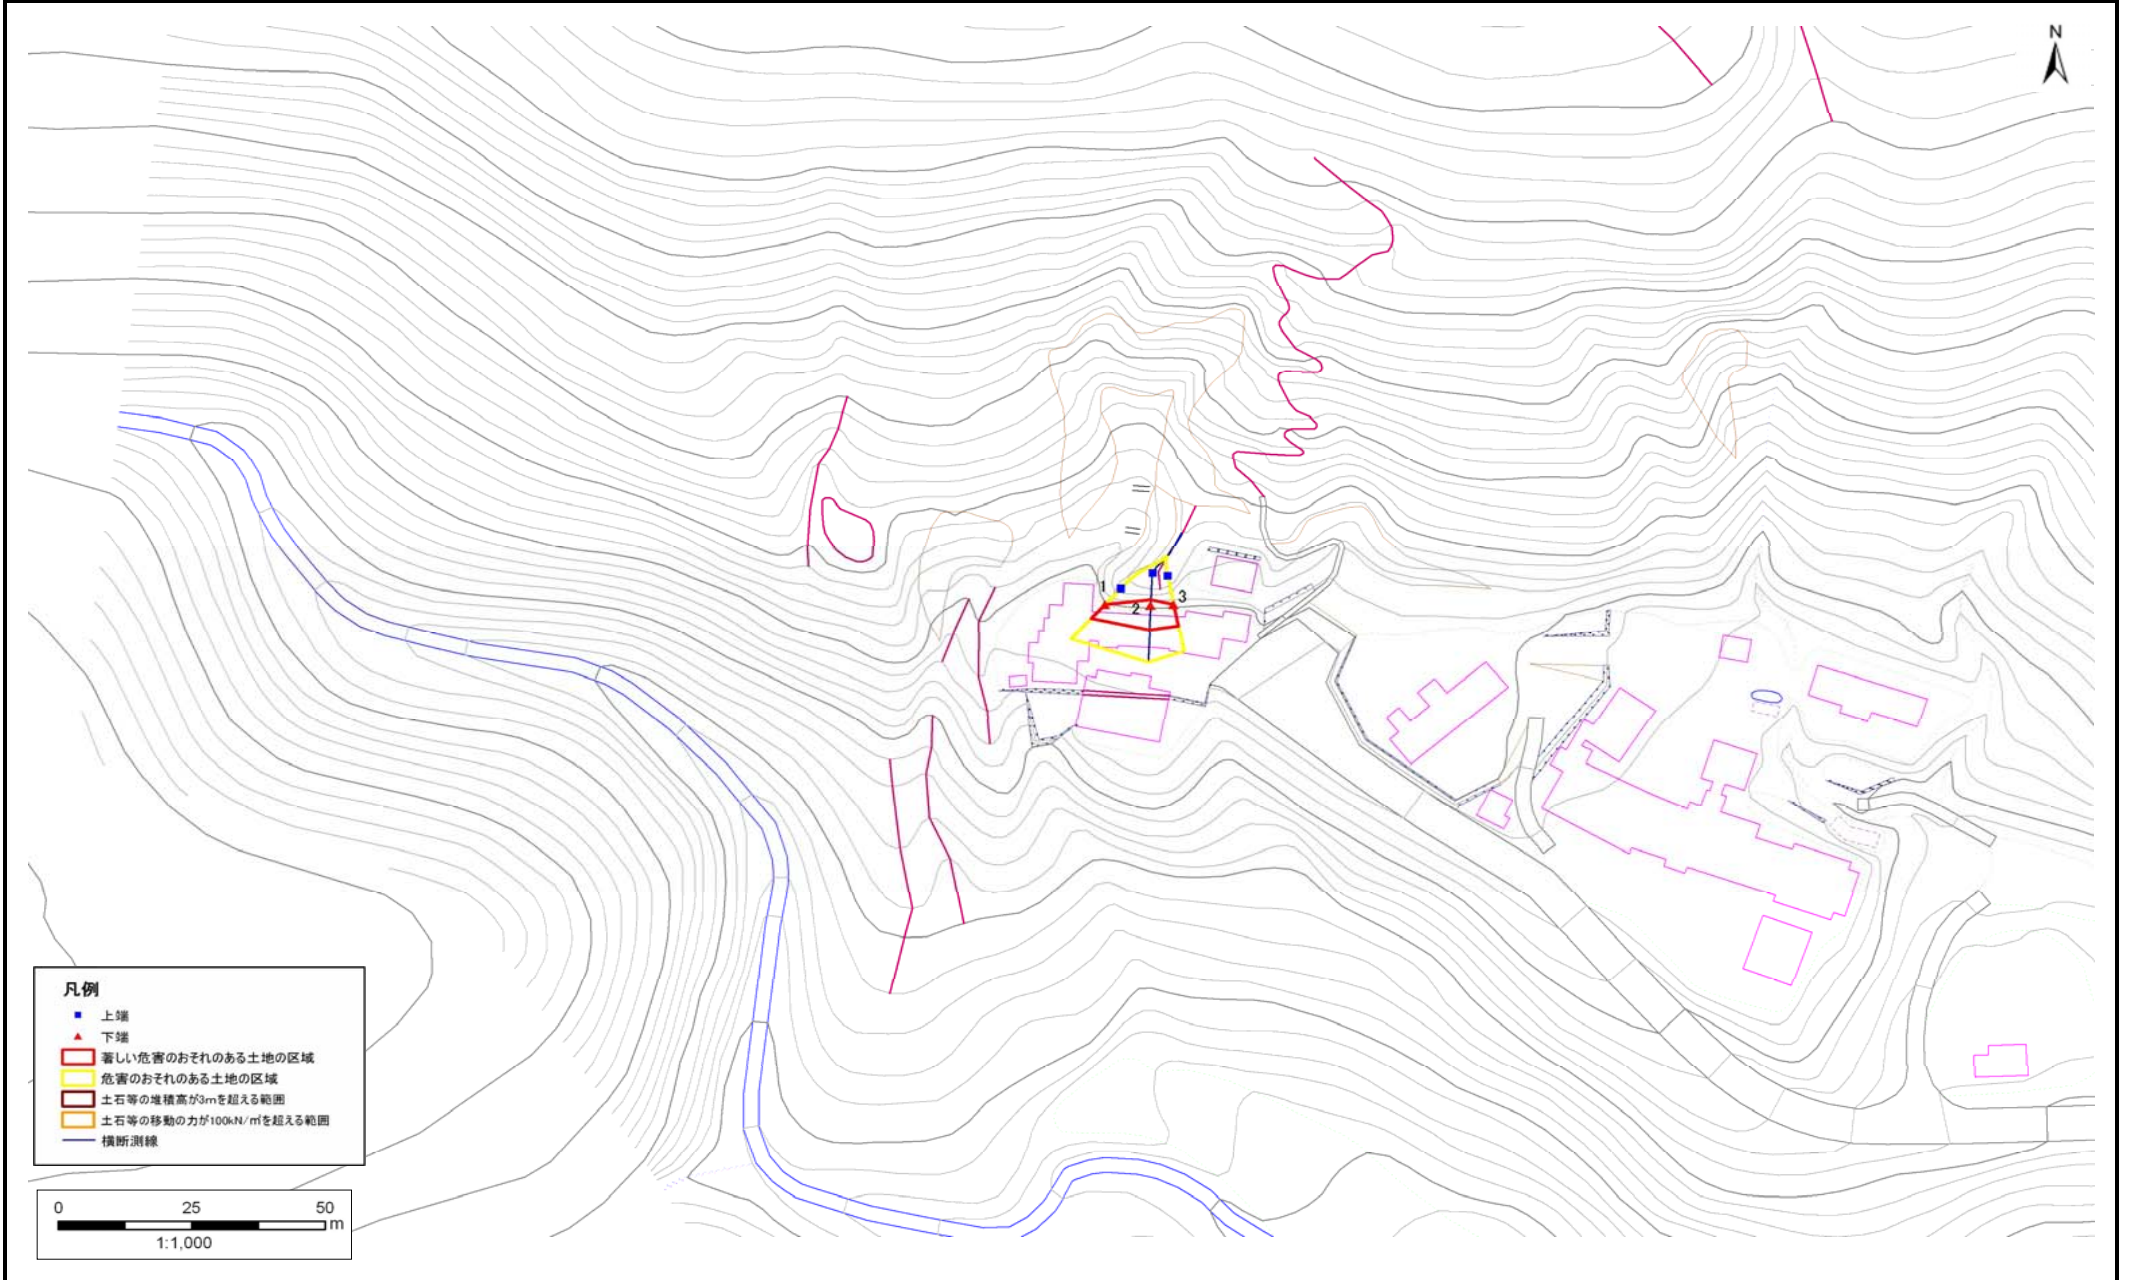 N
1
2
3
凡例
上端
下端
著しい危害のおそれのある土地の区域
危害のおそれのある土地の区域
土石等の堆積高が3mを超える範囲
土石等の移動の力が100kN/㎡を超える範囲
横断測線
0 25 50
m
1:1,000